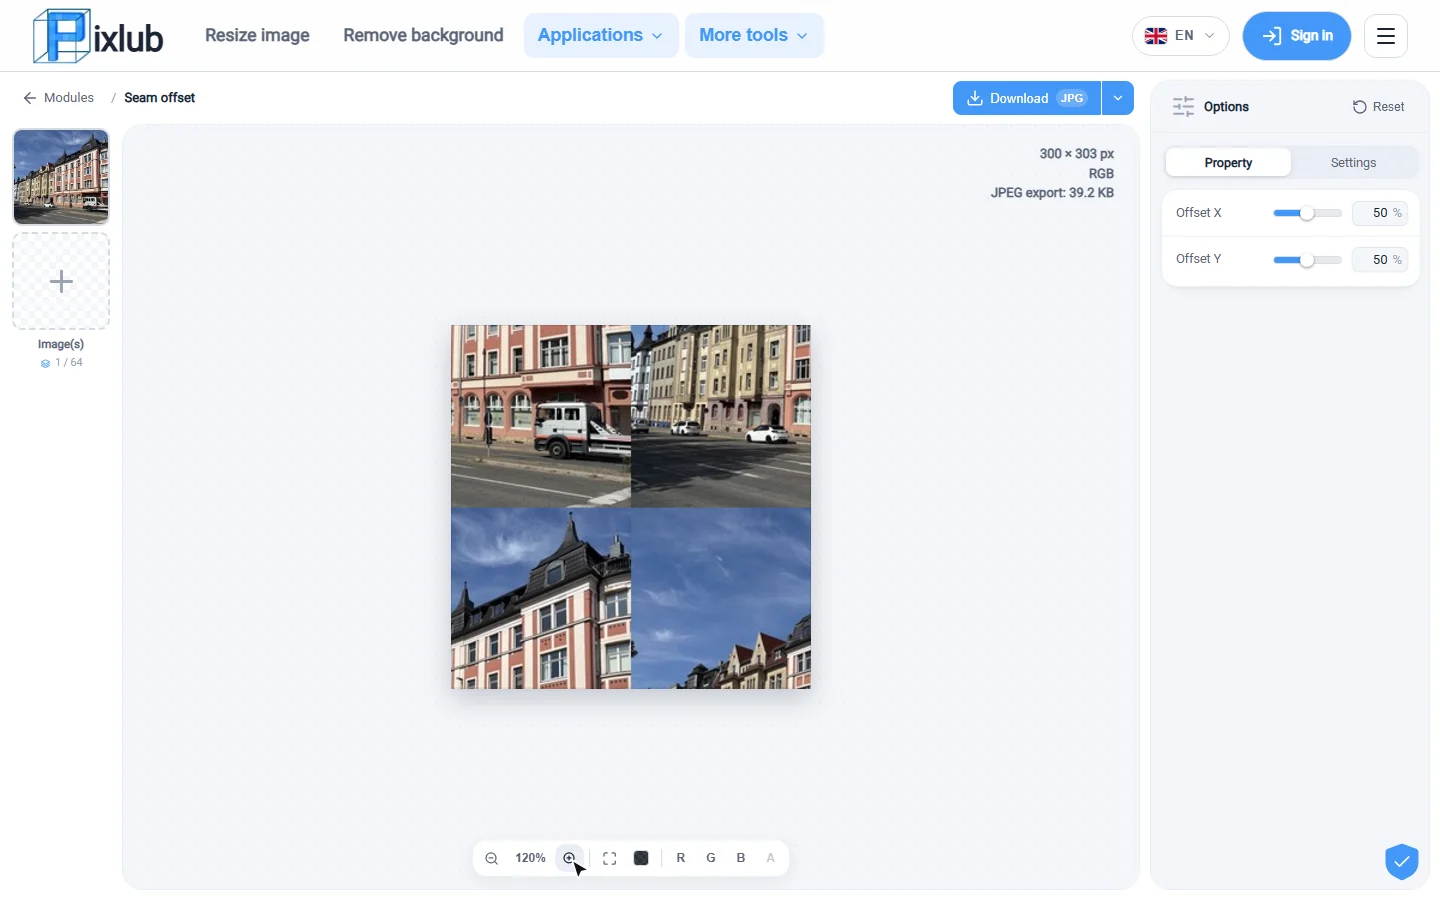 Pixlub
Resize image
Remove background
Applications
More tools
EN
Sign in
Modules / Seam offset
Download JPG
300 × 303 px
RGB
JPEG export: 39.2 KB
Image(s)
1 / 64
Options
Reset
Property
Settings
Offset X
50 %
Offset Y
50 %
120%
R
G
B
A